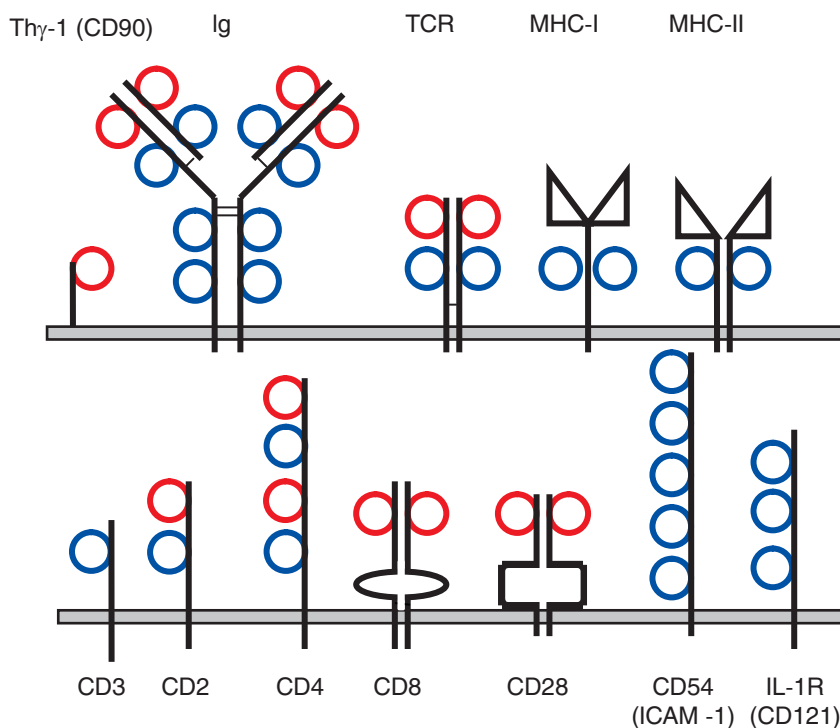 Thγ-1 (CD90) Ig TCR MHC-I MHC-II
CD3 CD2 CD4 CD8 CD28 CD54 IL-1R
(ICAM -1) (CD121)